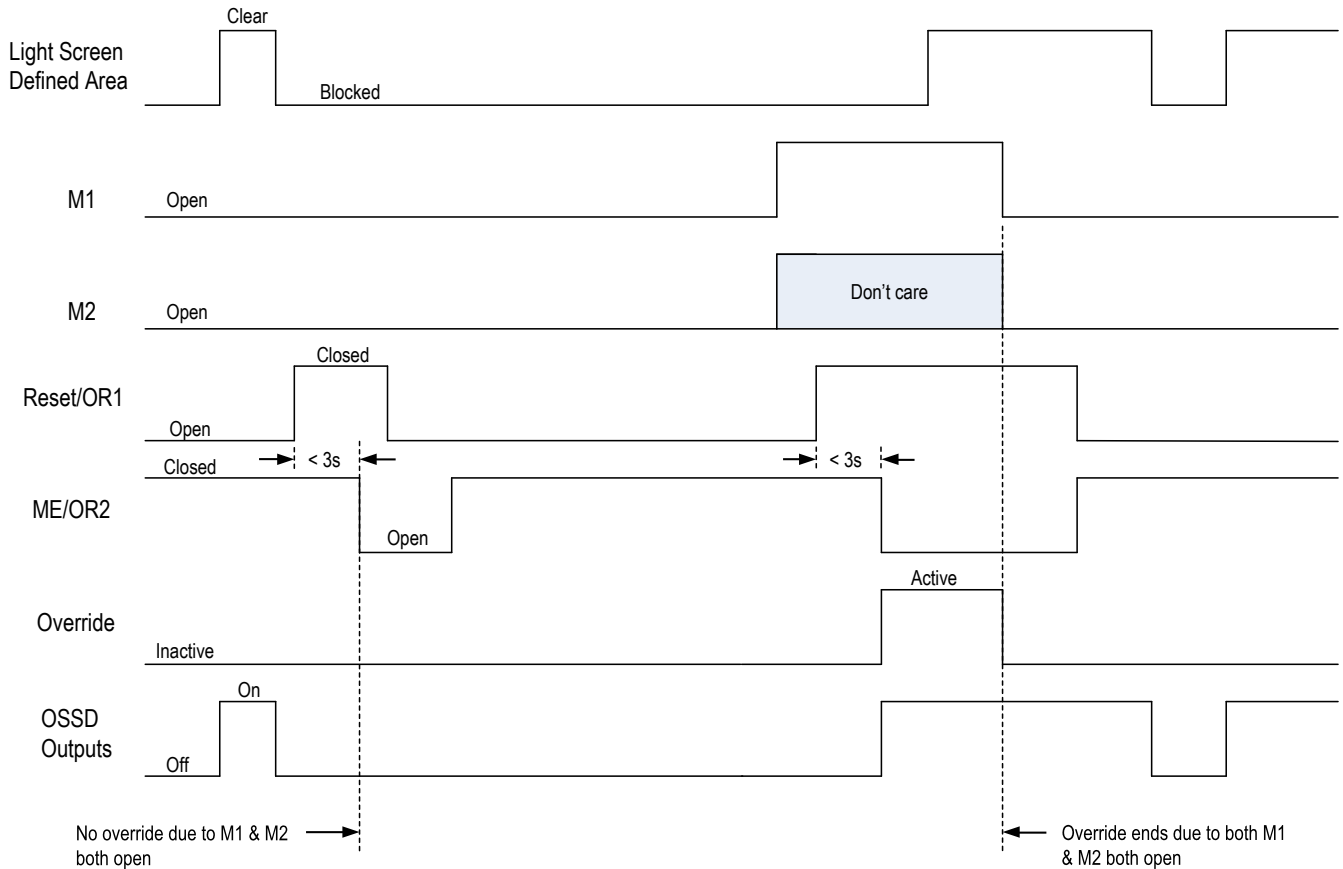 Clear
Light Screen
Defined Area
Blocked
M1
Open
Don't care
M2
Open
Closed
Reset/OR1
Open
< 3s
< 3s
Closed
ME/OR2
Open
Active
Override
Inactive
On
OSSD
Outputs
Off
No override due to M1 & M2
both open
Override ends due to both M1
& M2 both open